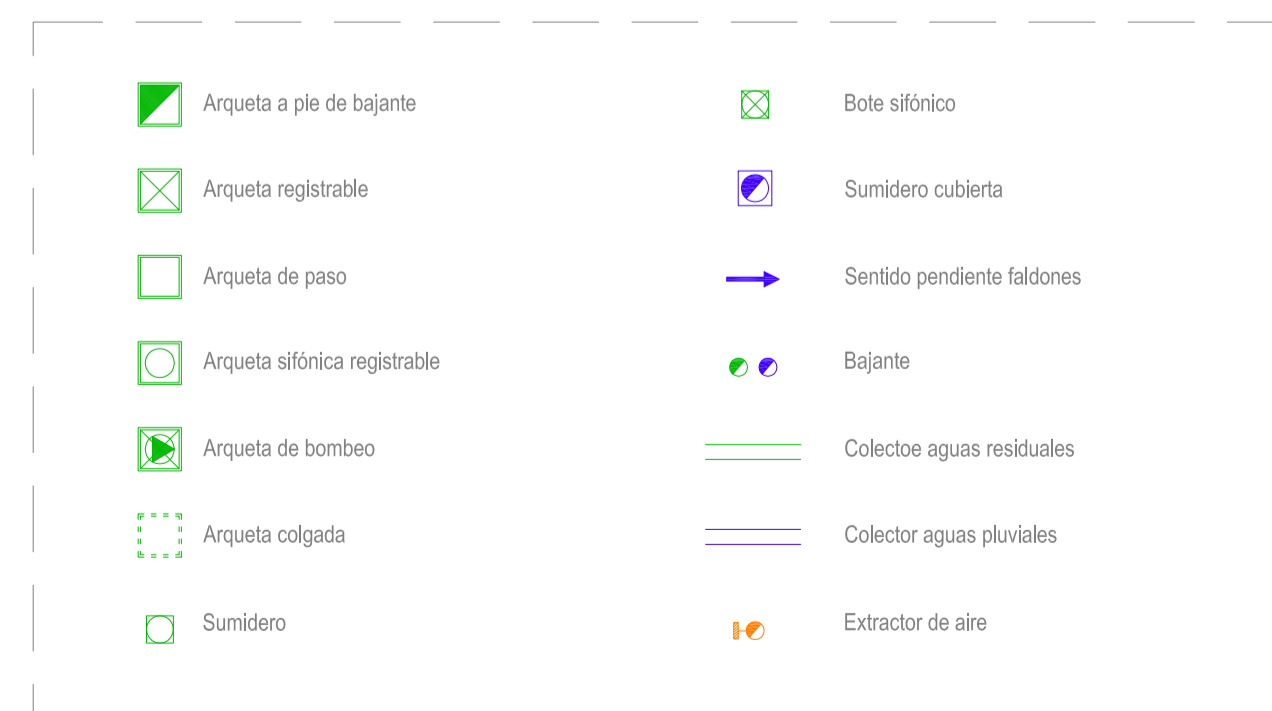 Arqueta a pie de bajante
Arqueta registrable
Arqueta de paso
Arqueta sifónica registrable
Arqueta de bombeo
Arqueta colgada
Sumidero
Bote sifónico
Sumidero cubierta
Sentido pendiente faldones
Bajante
Colectoe aguas residuales
Colector aguas pluviales
Extractor de aire